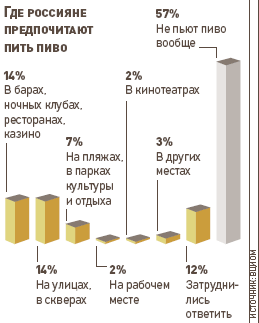 ГДЕ РОССИЯНЕ
ПРЕДПОЧИТАЮТ
ПИТЬ ПИВО
57%
Не пьют пиво
вообще
14%
В барах,
ночных клубах,
ресторанах,
казино
2%
В кинотеатрах
7%
На пляжах,
в парках
культуры
и отдыха
3%
В других
местах
14%
На улицах,
в скверах
2%
На рабочем
месте
12%
Затрудни-
лись
ответить
ИСТОЧНИК: ВЦИОМ